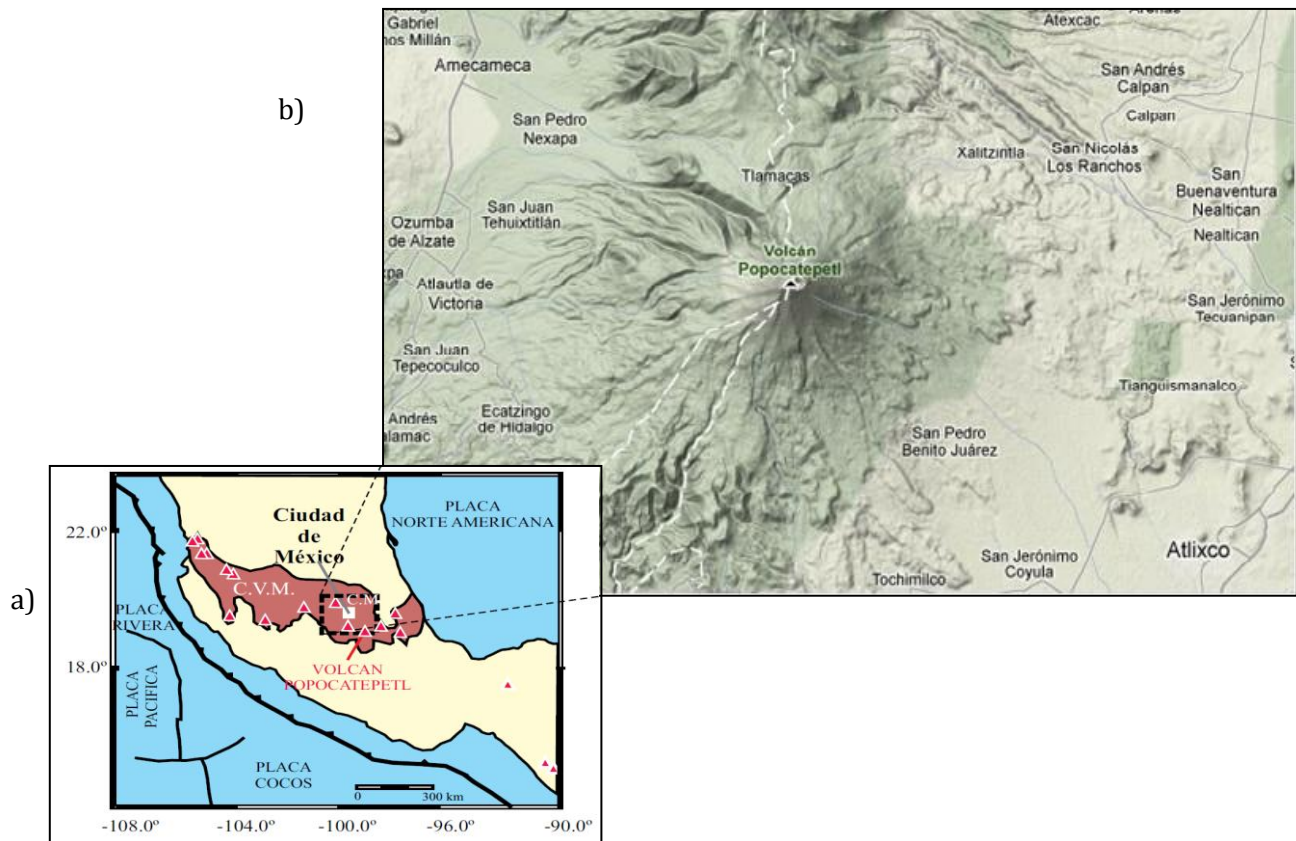 b)
Gabriel
nos Millán
Amecameca
San Pedro
Nexapa
Tlamacas
Atexcac
San Andrés
Calpan
Calpan
Xalitzintla
San Nicolás
Los Ranchos
San
Buenaventura
Nealtican
Nealtican
San Juan
Tehuixtitlán
Ozumba
de Alzate
Volcán
Popocatepetl
Atlautla de
Victoria
San Jerónimo
Tecuanipan
San Juan
Tepecoculco
Tianguismanalco
Andrés
alamac
Ecatzingo
de Hidalgo
San Pedro
Benito Juárez
Atlixco
San Jerónimo
Coyula
Tochimilco
a)
22.0º
18.0º
Ciudad
de
México
PLACA
NORTE AMERICANA
C.V.M.
C.M.
PLACA
RIVERA
VOLCAN
POPOCATEPETL
PLACA
PACIFICA
PLACA
COCOS
0 300 km
-108.0º -104.0º -100.0º -96.0º -90.0º